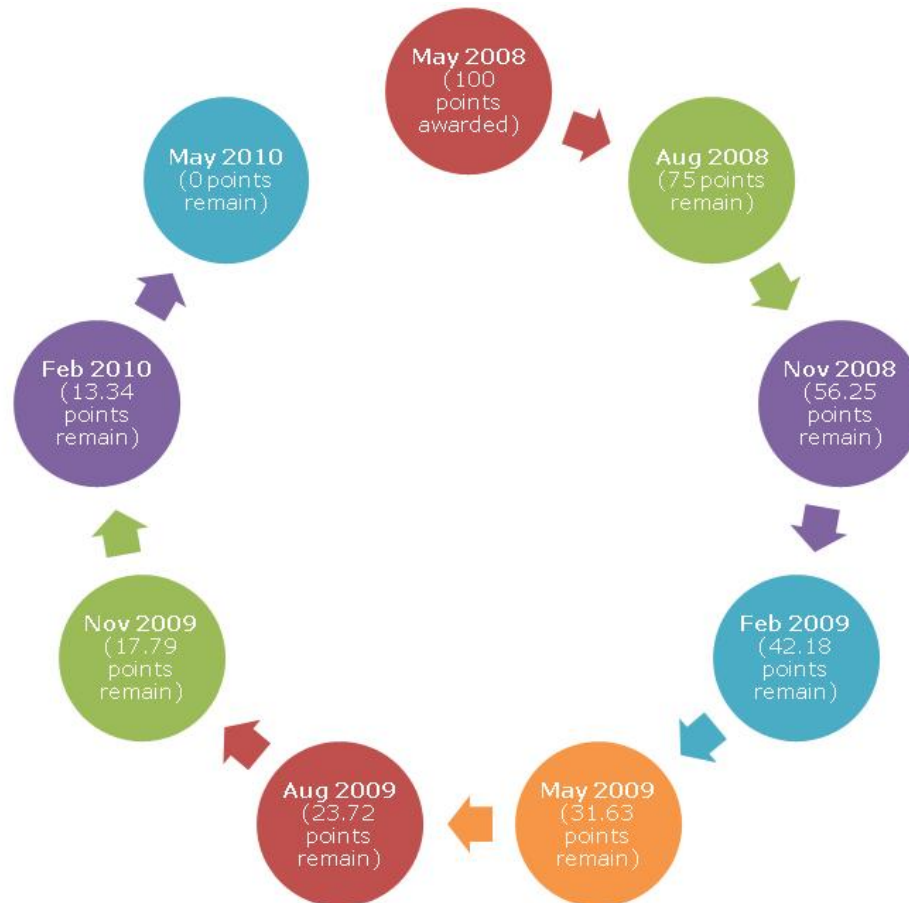 May 2008
(100
points
awarded)
Aug 2008
(75 points
remain)
Nov 2008
(56.25
points
remain)
Feb 2009
(42.18
points
remain)
May 2009
(31.63
points
remain)
Aug 2009
(23.72
points
remain)
Nov 2009
(17.79
points
remain)
Feb 2010
(13.34
points
remain)
May 2010
(0 points
remain)